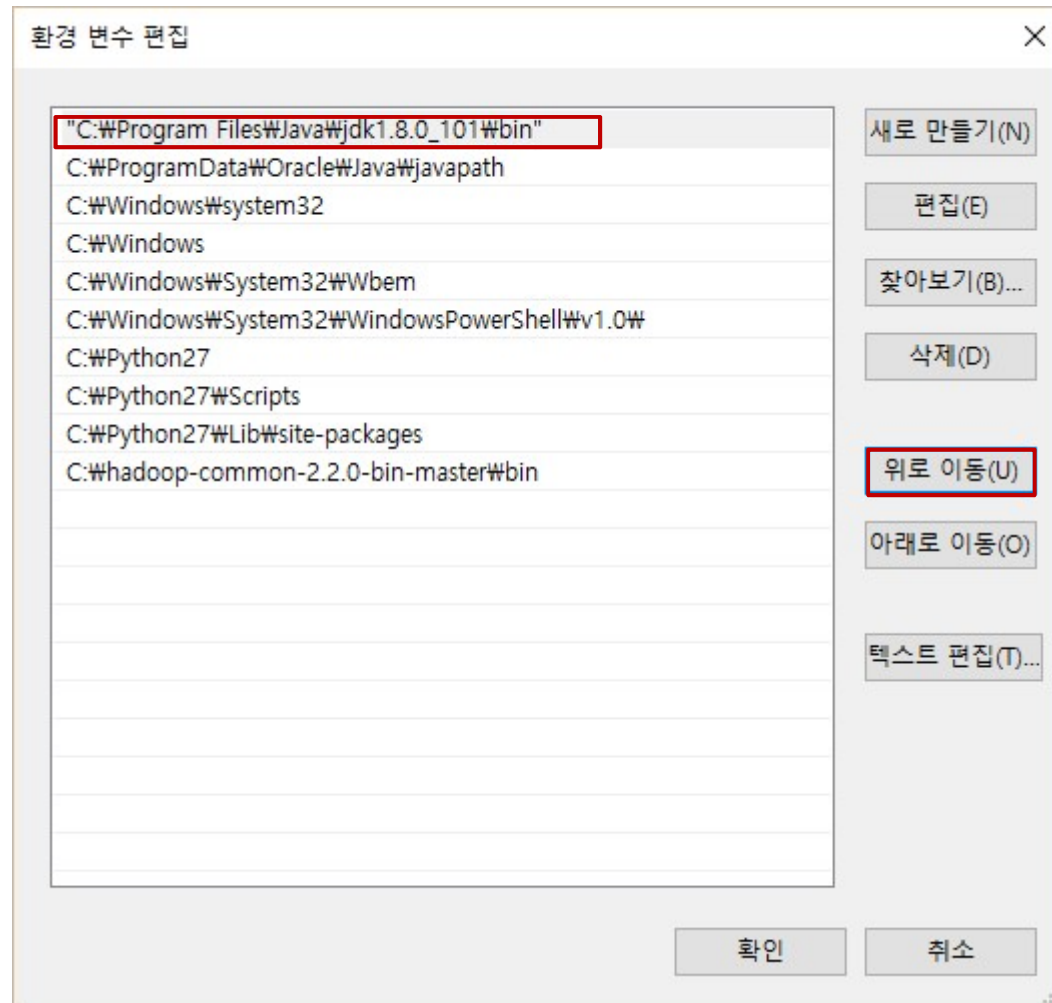 환경 변수 편집
"C:₩Program Files₩Java₩jdk1.8.0_101₩bin"
C:₩ProgramData₩Oracle₩Java₩javapath
C:₩Windows₩system32
C:₩Windows
C:₩Windows₩System32₩Wbem
C:₩Windows₩System32₩WindowsPowerShell₩v1.0₩
C:₩Python27
C:₩Python27₩Scripts
C:₩Python27₩Lib₩site-packages
C:₩hadoop-common-2.2.0-bin-master₩bin
새로 만들기(N)
편집(E)
찾아보기(B)...
삭제(D)
위로 이동(U)
아래로 이동(O)
텍스트 편집(T)...
확인
취소